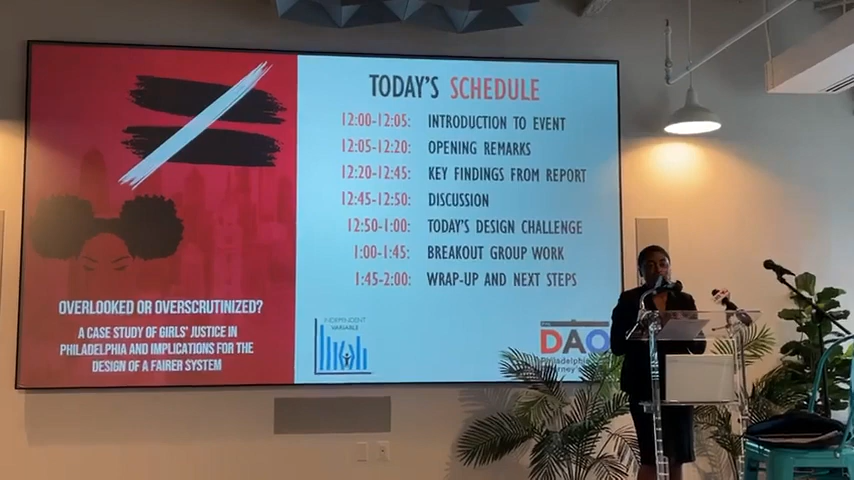 TODAY'S SCHEDULE
12:00-12:05: INTRODUCTION TO EVENT
12:05-12:20: OPENING REMARKS
12:20-12:45: KEY FINDINGS FROM REPORT
12:45-12:50: DISCUSSION
12:50-1:00: TODAY'S DESIGN CHALLENGE
1:00-1:45: BREAKOUT GROUP WORK
1:45-2:00: WRAP-UP AND NEXT STEPS
OVERLOOKED OR OVERSCRUTINIZED?
A CASE STUDY OF GIRLS' JUSTICE IN
PHILADELPHIA AND IMPLICATIONS FOR THE
DESIGN OF A FAIRER SYSTEM
INDEPENDENT
VARIABLE
DAO
Philadelphia